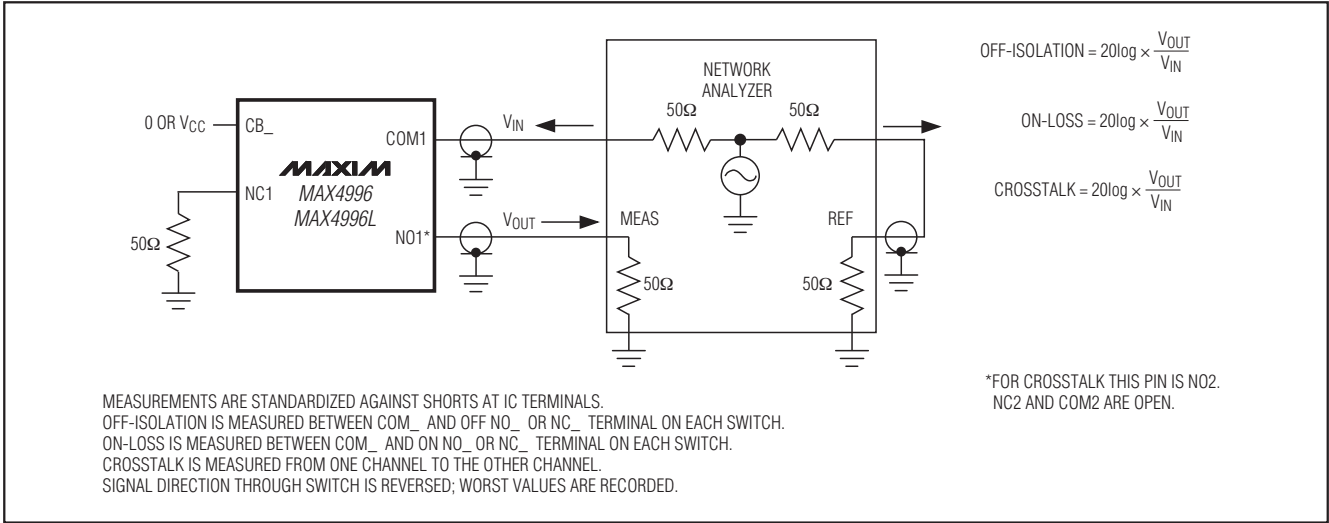 0 OR VCC
CB_
COM1
MAXIM
MAX4996
MAX4996L
NC1
NO1*
50Ω
VIN
VOUT
NETWORK
ANALYZER
50Ω
50Ω
MEAS
REF
50Ω
50Ω
OFF-ISOLATION = 20log × VOUT
VIN
ON-LOSS = 20log × VOUT
VIN
CROSSTALK = 20log × VOUT
VIN
*FOR CROSSTALK THIS PIN IS NO2.
NC2 AND COM2 ARE OPEN.
MEASUREMENTS ARE STANDARDIZED AGAINST SHORTS AT IC TERMINALS.
OFF-ISOLATION IS MEASURED BETWEEN COM_ AND OFF NO_ OR NC_ TERMINAL ON EACH SWITCH.
ON-LOSS IS MEASURED BETWEEN COM_ AND ON NO_ OR NC_ TERMINAL ON EACH SWITCH.
CROSSTALK IS MEASURED FROM ONE CHANNEL TO THE OTHER CHANNEL.
SIGNAL DIRECTION THROUGH SWITCH IS REVERSED; WORST VALUES ARE RECORDED.